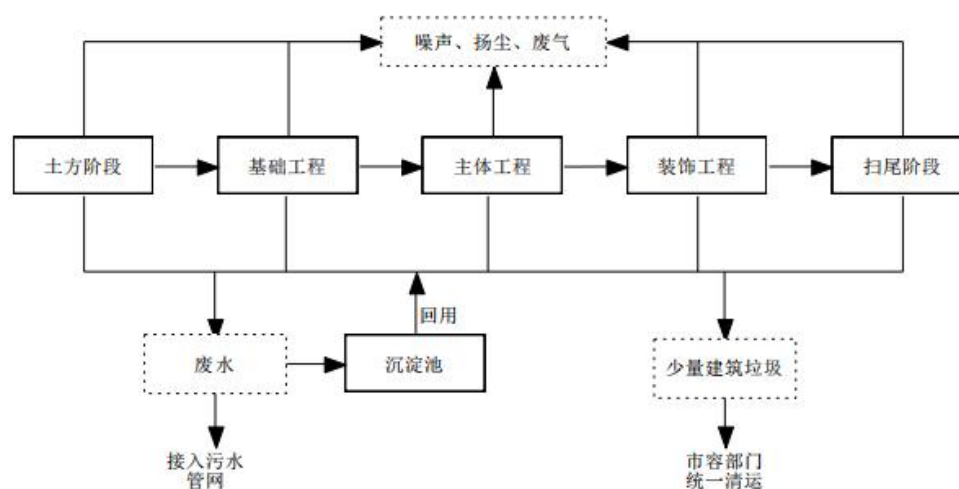 噪声、扬尘、废气
土方阶段
基础工程
主体工程
装饰工程
扫尾阶段
回用
废水
沉淀池
少量建筑垃圾
接入污水
管网
市容部门
统一清运